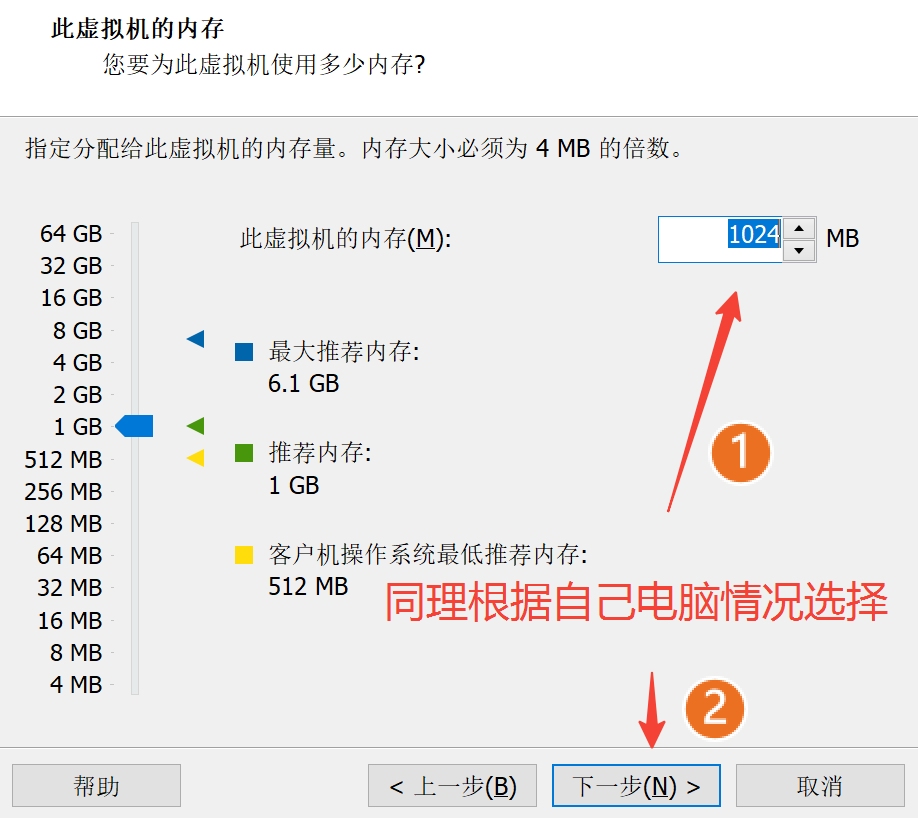 此虚拟机的内存
您要为此虚拟机使用多少内存?
指定分配给此虚拟机的内存量。内存大小必须为 4 MB 的倍数。
此虚拟机的内存(M):
1024
MB
64 GB
32 GB
16 GB
8 GB
4 GB
2 GB
1 GB
512 MB
256 MB
128 MB
64 MB
32 MB
16 MB
8 MB
4 MB
最大推荐内存:
6.1 GB
推荐内存:
1 GB
客户机操作系统最低推荐内存:
512 MB
1
同理根据自己电脑情况选择
2
帮助
< 上一步(B)
下一步(N) >
取消